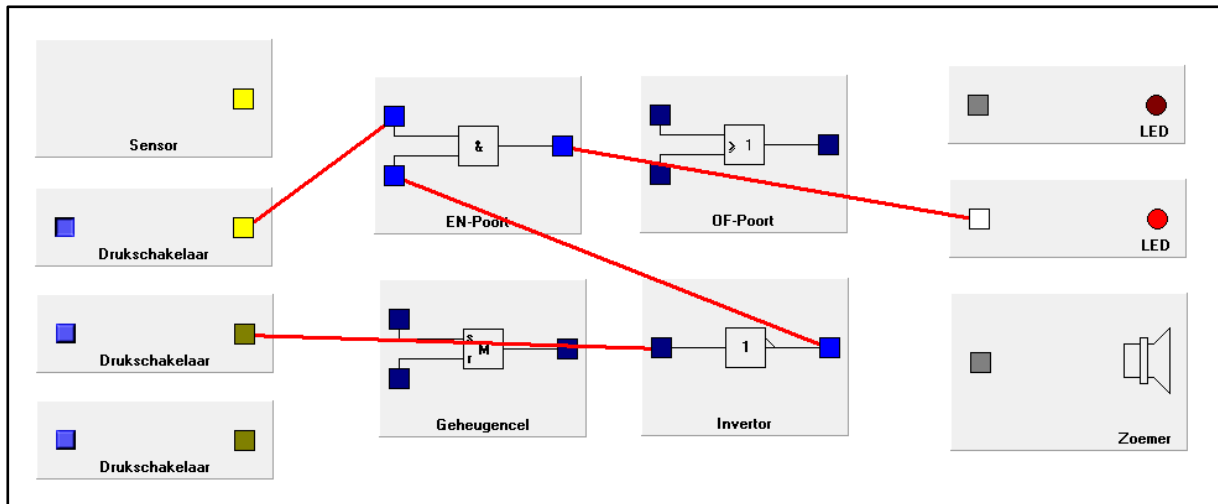 Sensor
Drukschakelaar
Drukschakelaar
Drukschakelaar
&
EN-Poort
≥ 1
OF-Poort
s
r
M
Geheugencel
1
Invertor
LED
LED
Zoemer